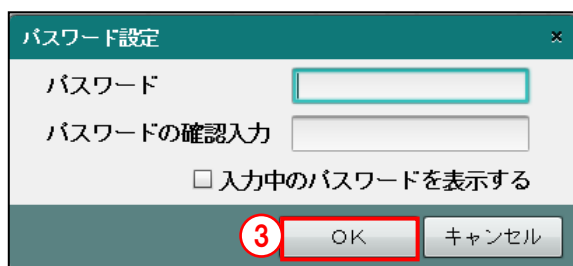 パスワード設定 ×
パスワード
パスワードの確認入力
入力中のパスワードを表示する
③ OK キャンセル